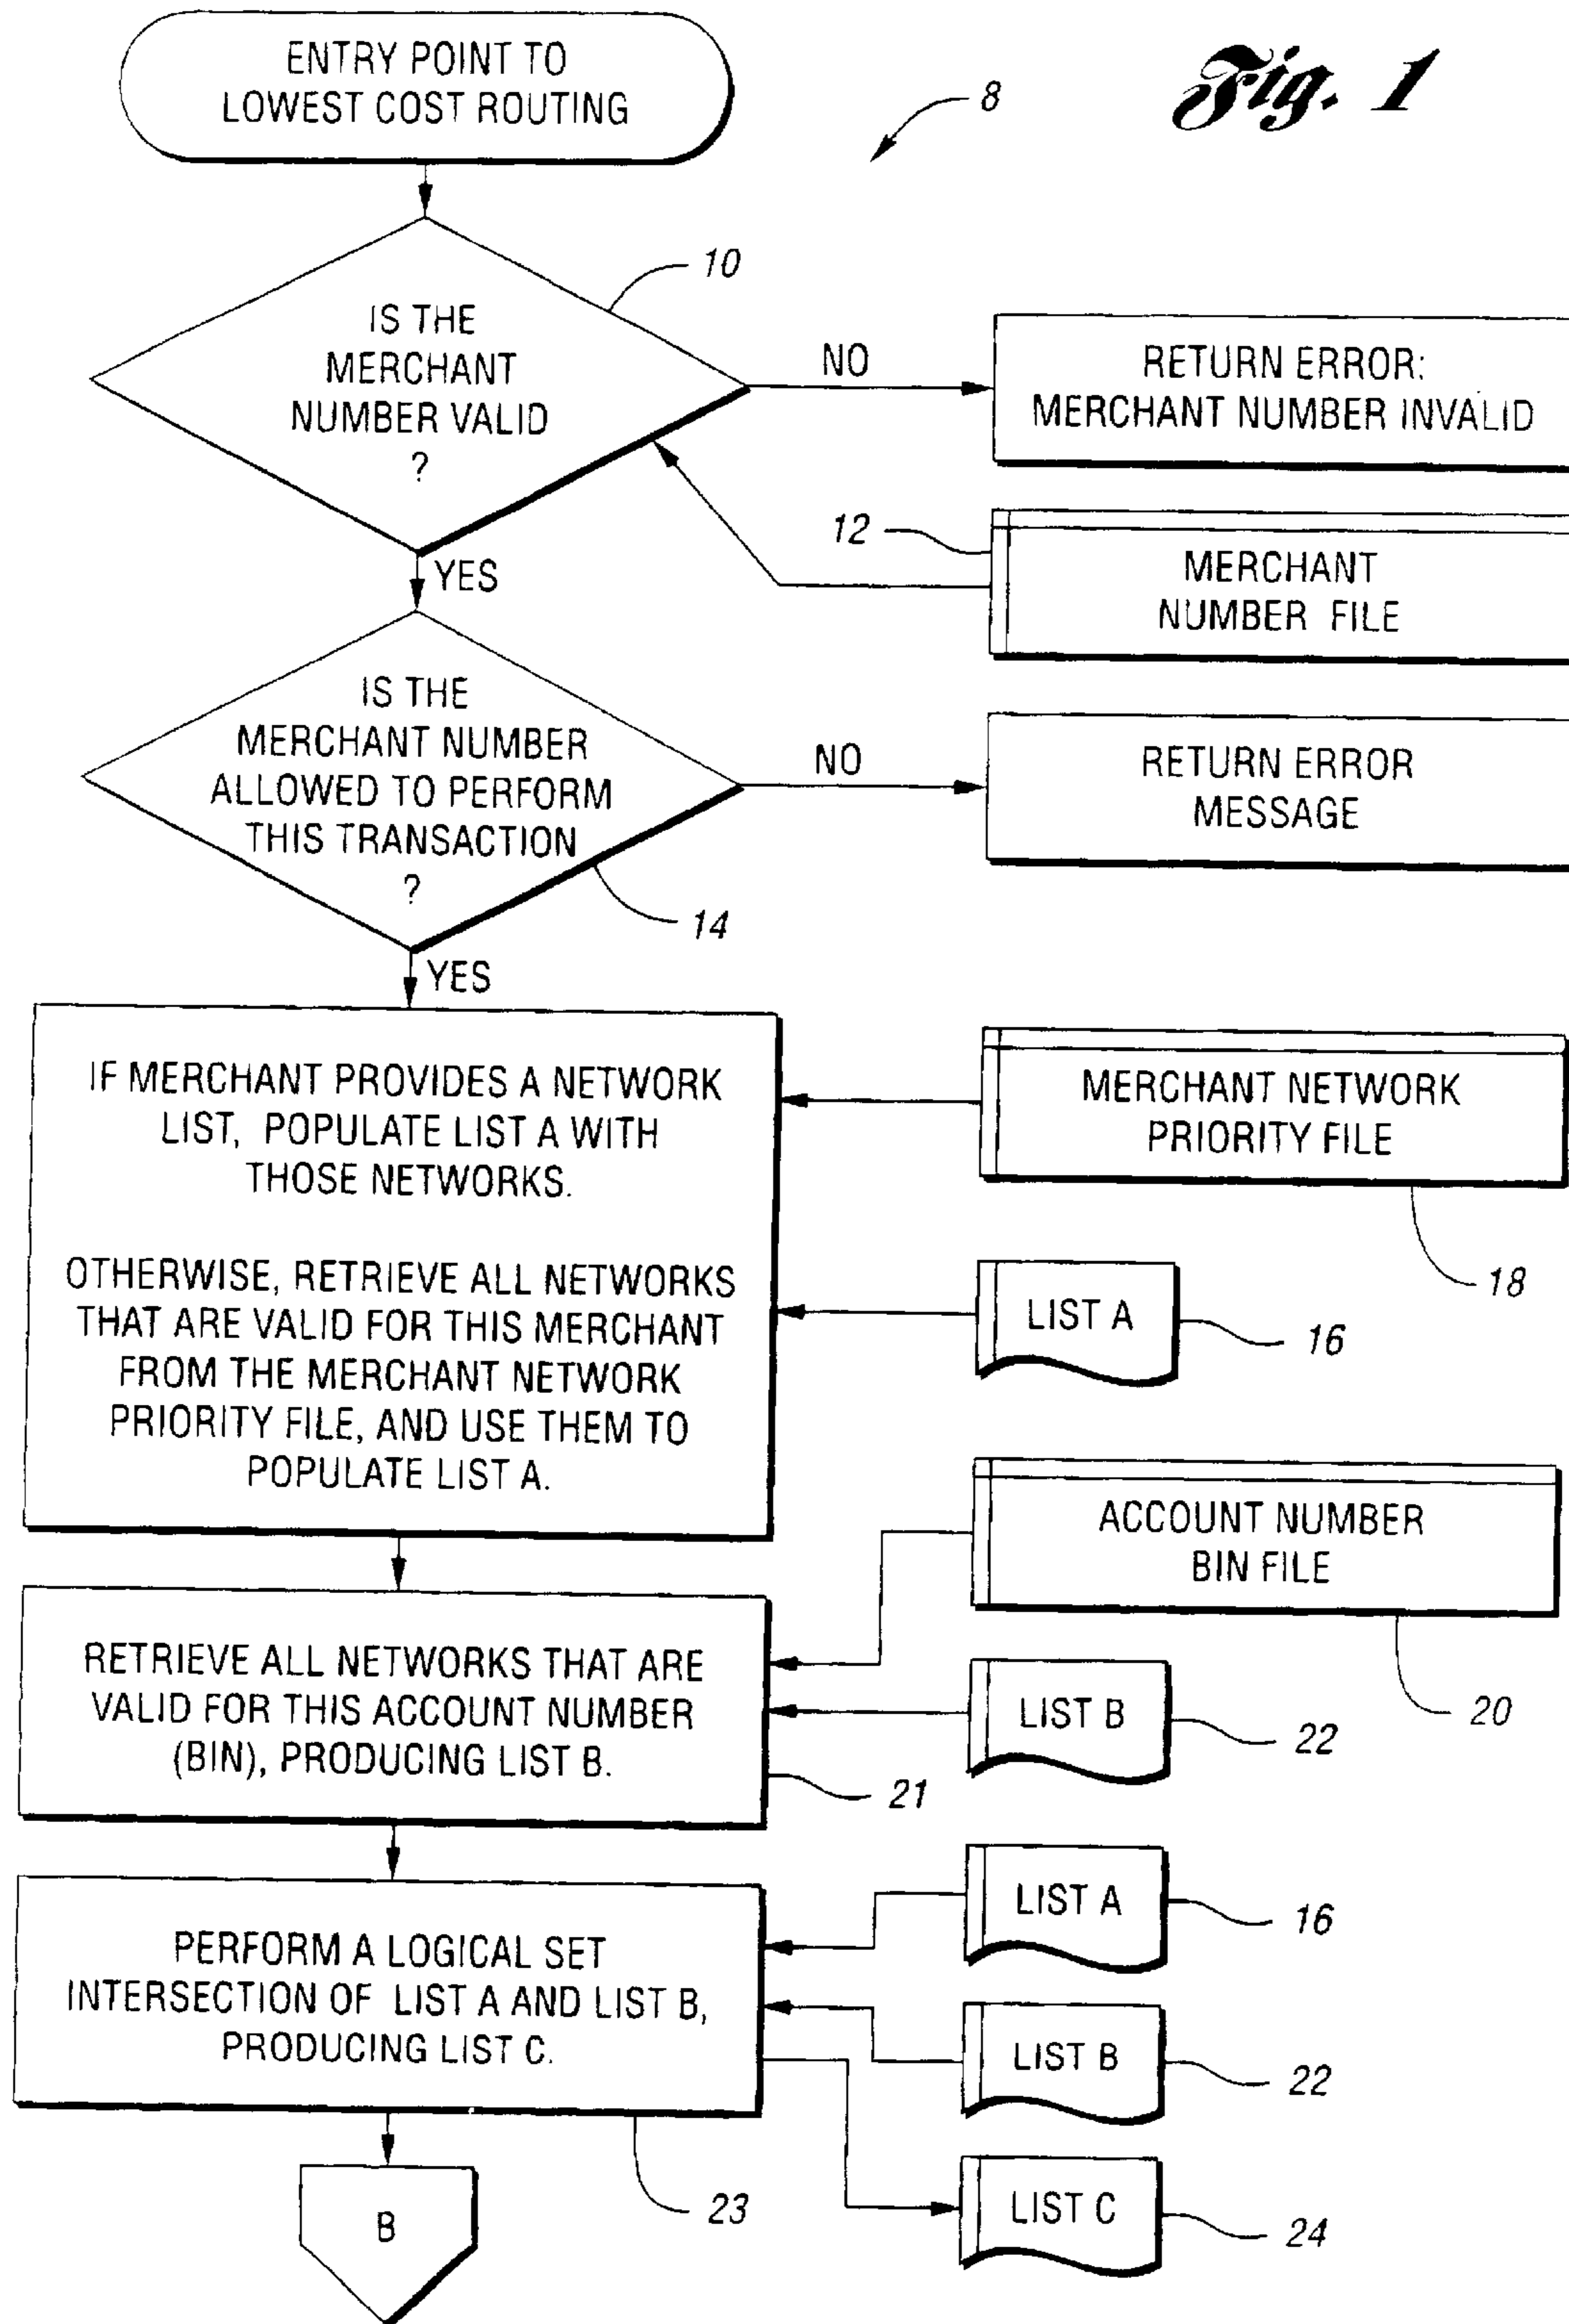 Fig. 1
ENTRY POINT TO
LOWEST COST ROUTING
8
10
IS THE
MERCHANT
NUMBER VALID
?
NO
RETURN ERROR:
MERCHANT NUMBER INVALID
12
MERCHANT
NUMBER FILE
YES
IS THE
MERCHANT NUMBER
ALLOWED TO PERFORM
THIS TRANSACTION
?
NO
RETURN ERROR
MESSAGE
14
YES
IF MERCHANT PROVIDES A NETWORK
LIST, POPULATE LIST A WITH
THOSE NETWORKS.
OTHERWISE, RETRIEVE ALL NETWORKS
THAT ARE VALID FOR THIS MERCHANT
FROM THE MERCHANT NETWORK
PRIORITY FILE, AND USE THEM TO
POPULATE LIST A.
MERCHANT NETWORK
PRIORITY FILE
18
LIST A
16
ACCOUNT NUMBER
BIN FILE
20
RETRIEVE ALL NETWORKS THAT ARE
VALID FOR THIS ACCOUNT NUMBER
(BIN), PRODUCING LIST B.
21
LIST B
22
PERFORM A LOGICAL SET
INTERSECTION OF LIST A AND LIST B,
PRODUCING LIST C.
23
LIST A
16
LIST B
22
LIST C
24
B